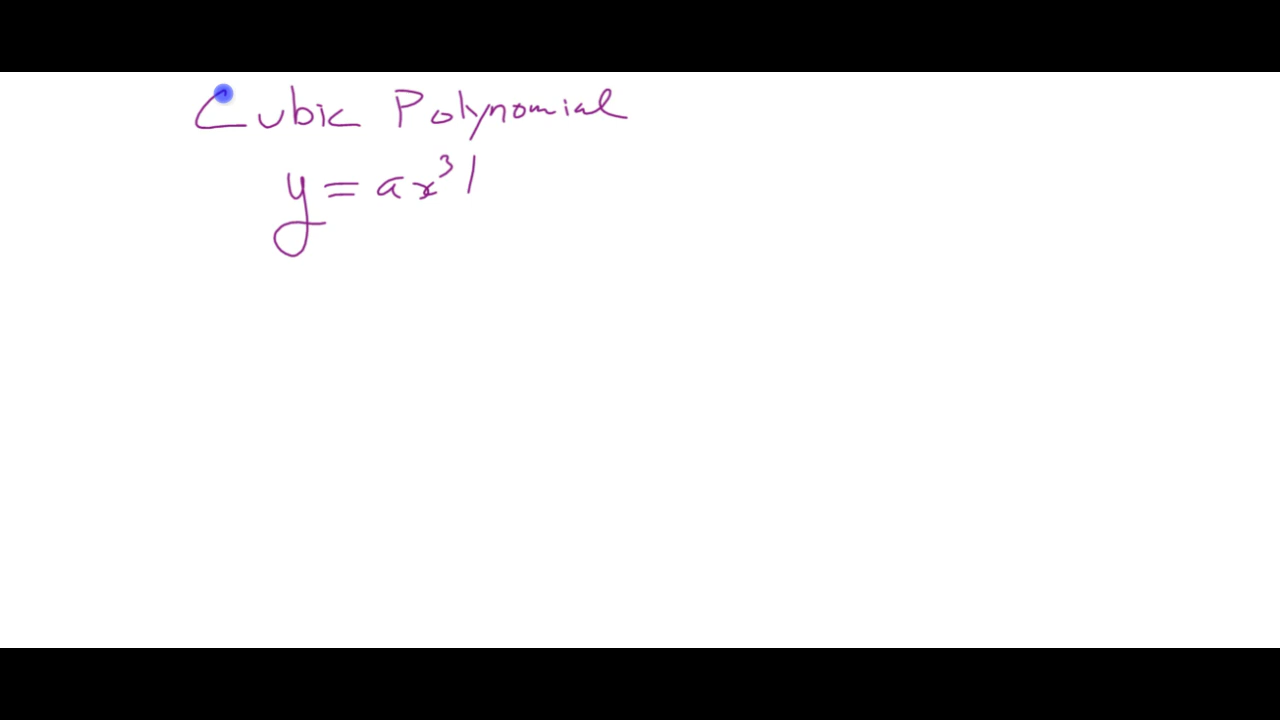 Cubic Polynomial
y = ax³ |